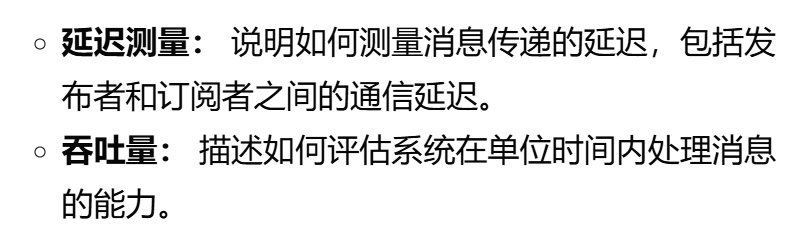 ◦ 延迟测量： 说明如何测量消息传递的延迟，包括发
布者和订阅者之间的通信延迟。
◦ 吞吐量： 描述如何评估系统在单位时间内处理消息
的能力。